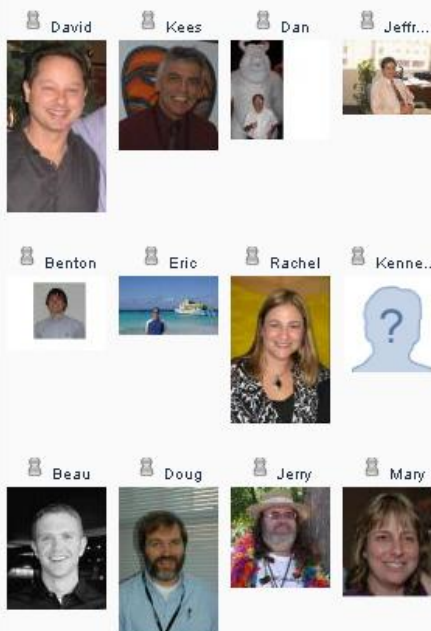 David Kees Dan Jeffr...
Benton Eric Rachel Kenne...
?
Beau Doug Jerry Mary